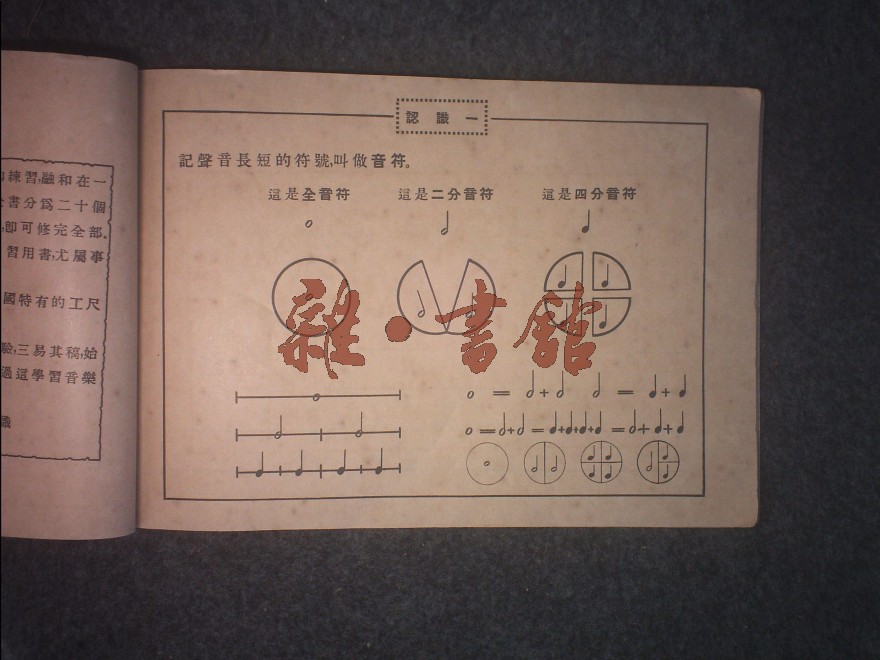 練習,融和在一
書分爲二十個
,卽可修完全部.
習用書,尤屬事
國特有的工尺
驗,三易其稿,始
過這學習音樂
識
認識一
記聲音長短的符號,叫做音符。
這是全音符 這是二分音符 這是四分音符
雜·書館